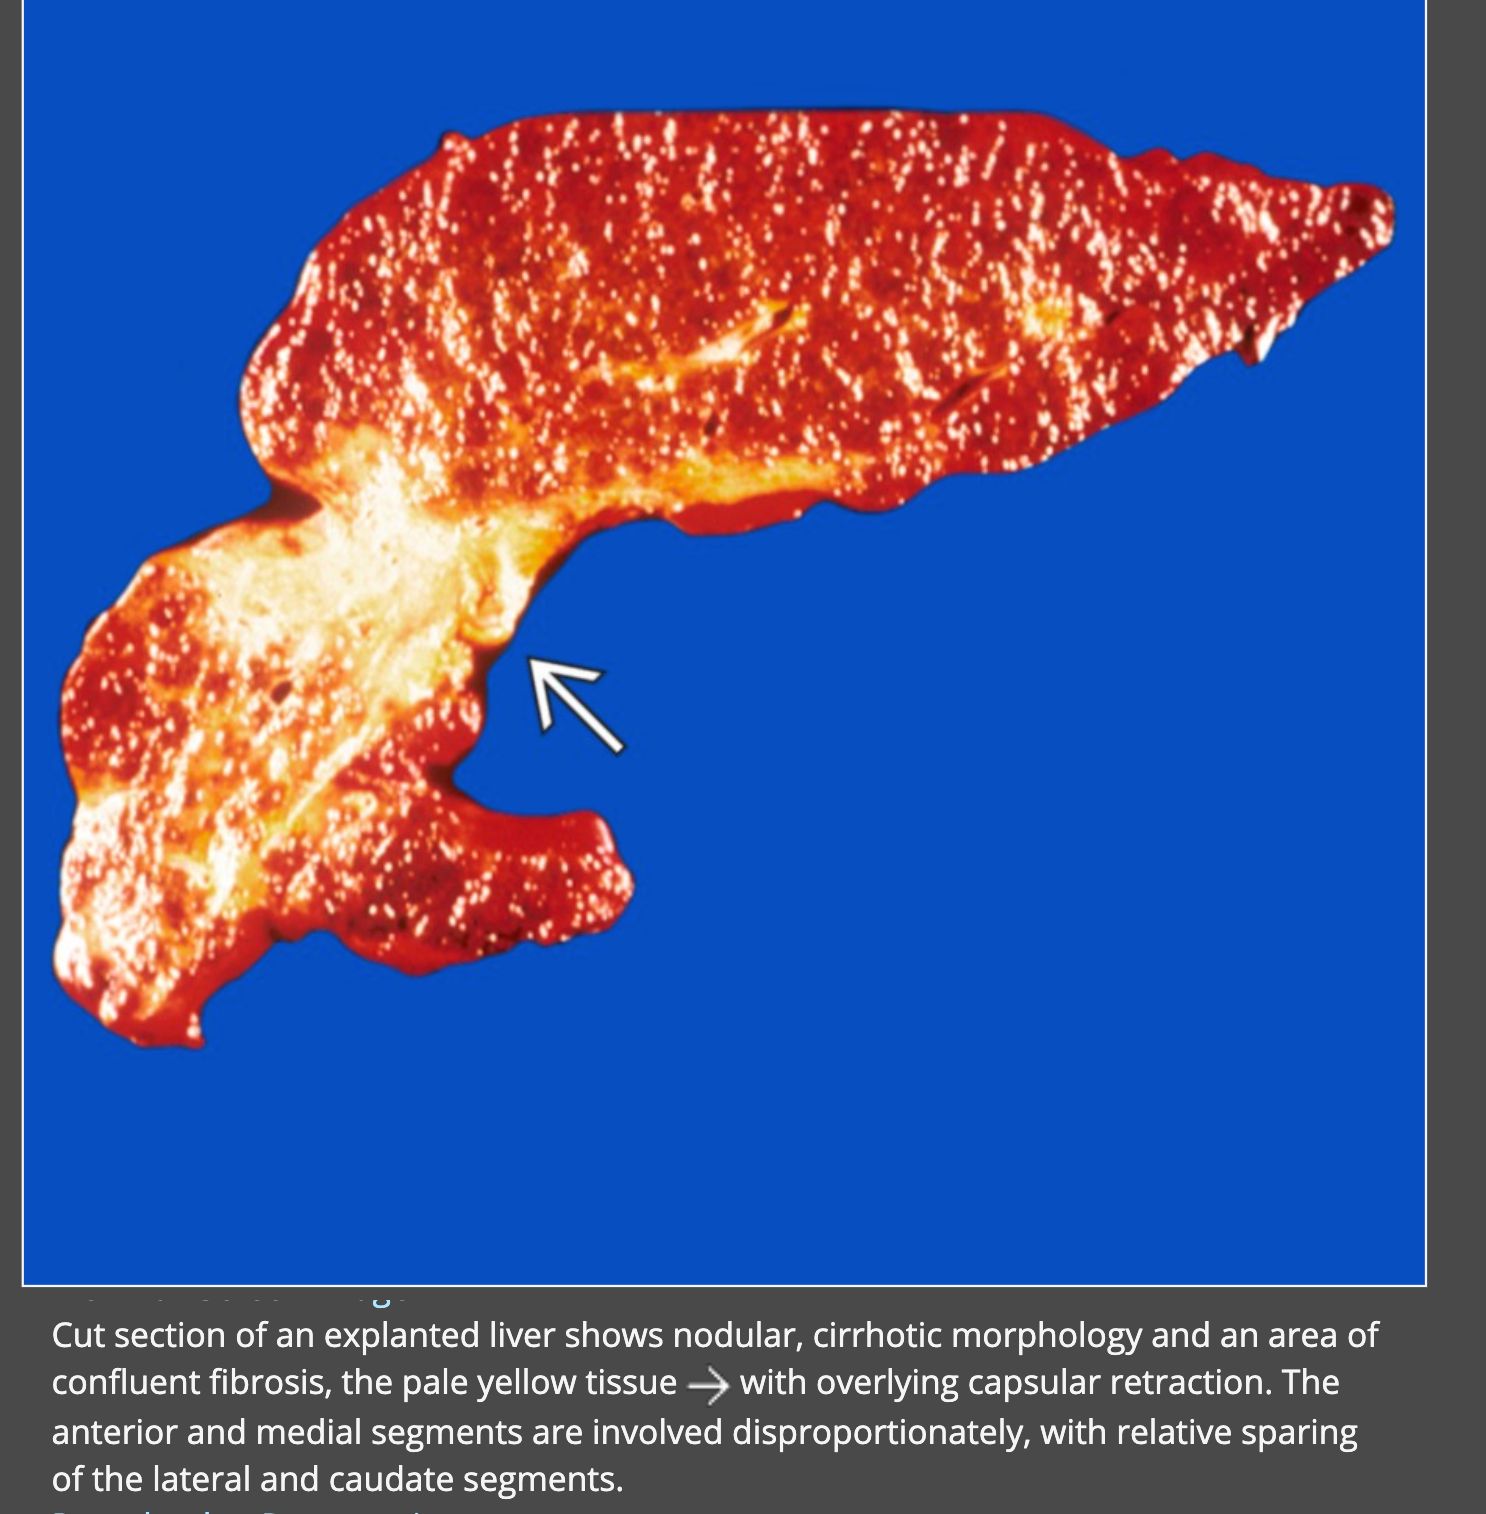 Cut section of an explanted liver shows nodular, cirrhotic morphology and an area of
confluent fibrosis, the pale yellow tissue → with overlying capsular retraction. The
anterior and medial segments are involved disproportionately, with relative sparing
of the lateral and caudate segments.